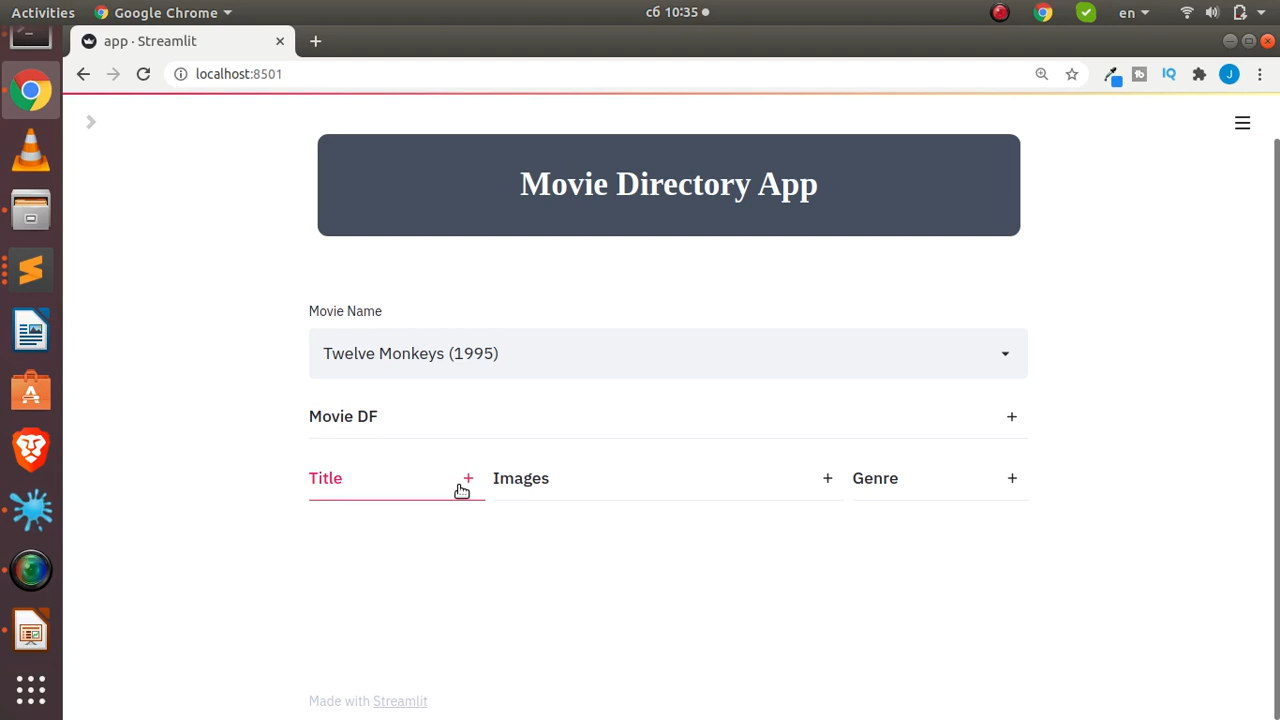 Activities
Google Chrome
сб 10:35
en
app · Streamlit
localhost:8501
IQ
J
Movie Directory App
Movie Name
Twelve Monkeys (1995)
Movie DF
Title
Images
Genre
Made with Streamlit